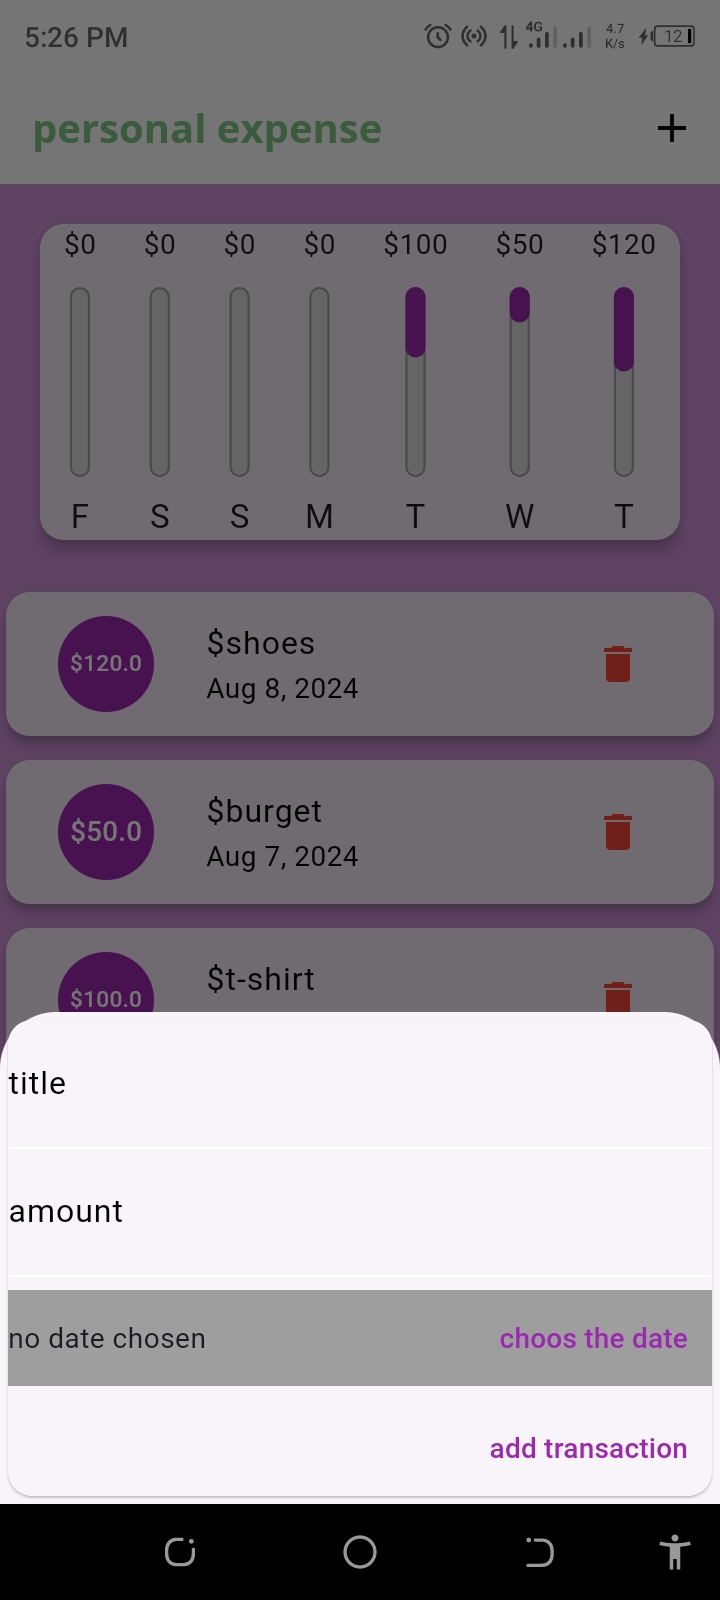 5:26 PM
4G
4.7
K/s
12
personal expense
$0 $0 $0 $0 $100 $50 $120
F S S M T W T
$120.0
$shoes
Aug 8, 2024
$50.0
$burget
Aug 7, 2024
$100.0
$t-shirt
title
amount
no date chosen choos the date
add transaction